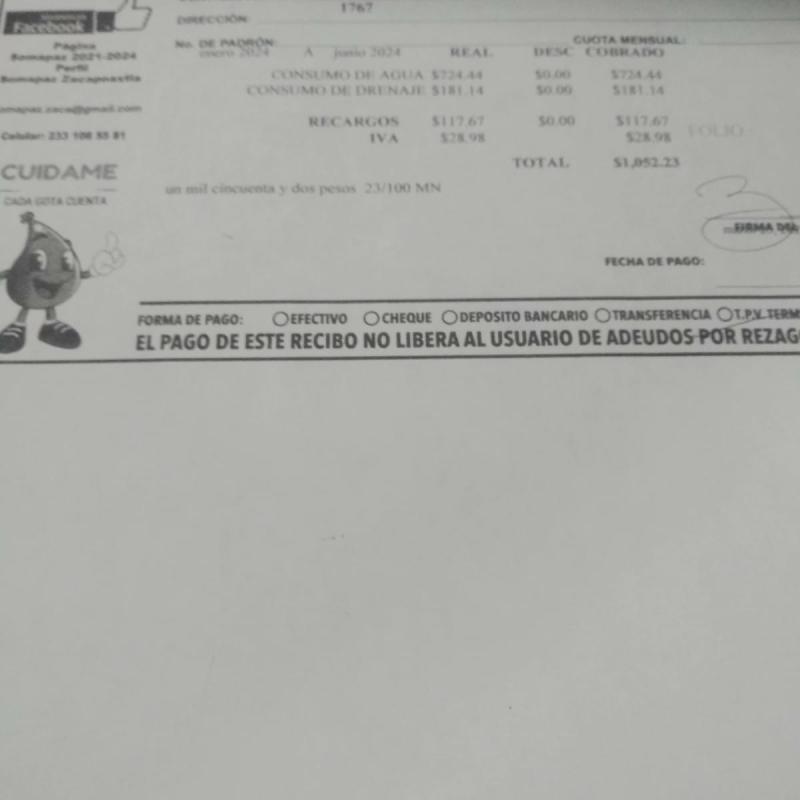 Facebook
Página
Somapaz 2021-2024
Perfil
Somapaz Zacapoaxtla
omapaz.zaca@gmail.com
Celular: 233 106 55 81
CUIDAME
CADA GOTA CUENTA
1767
DIRECCIÓN:
No. DE PADRÓN: CUOTA MENSUAL:
enero 2024 A junio 2024 REAL DESC COBRADO
CONSUMO DE AGUA $724.44 $0.00 $724.44
CONSUMO DE DRENAJE $181.14 $0.00 $181.14
RECARGOS $117.67 $0.00 $117.67
IVA $28.98 $28.98 FOLIO
TOTAL $1,052.23
un mil cincuenta y dos pesos 23/100 MN
FIRMA DEL
FECHA DE PAGO:
FORMA DE PAGO: EFECTIVO CHEQUE DEPOSITO BANCARIO TRANSFERENCIA T.P.V. TERM
EL PAGO DE ESTE RECIBO NO LIBERA AL USUARIO DE ADEUDOS POR REZAG